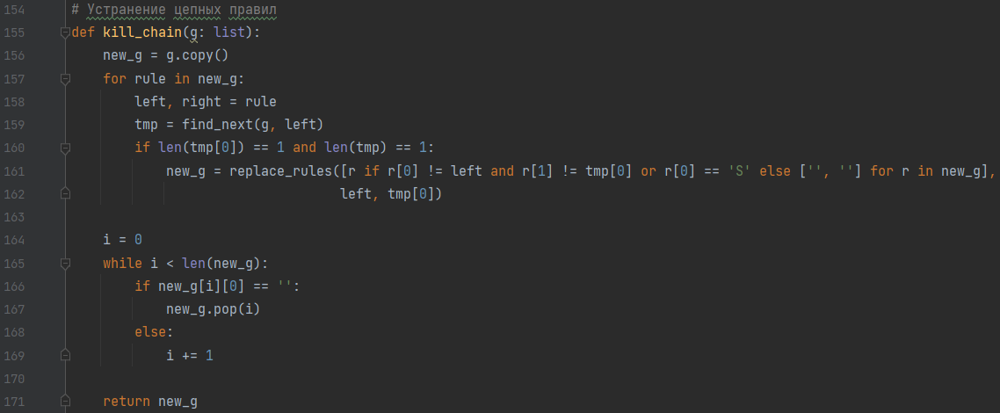 154 # Устранение цепных правил
155 def kill_chain(g: list):
156     new_g = g.copy()
157     for rule in new_g:
158         left, right = rule
159         tmp = find_next(g, left)
160         if len(tmp[0]) == 1 and len(tmp) == 1:
161             new_g = replace_rules([r if r[0] != left and r[1] != tmp[0] or r[0] == 'S' else ['', ''] for r in new_g],
162                                   left, tmp[0])
163
164     i = 0
165     while i < len(new_g):
166         if new_g[i][0] == '':
167             new_g.pop(i)
168         else:
169             i += 1
170
171     return new_g